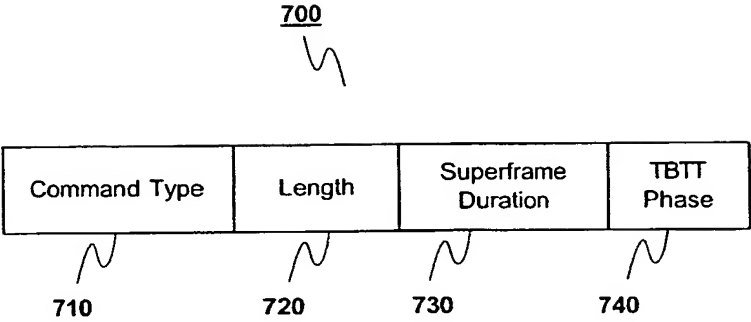 700
Command Type
Length
Superframe
Duration
TBTT
Phase
710
720
730
740